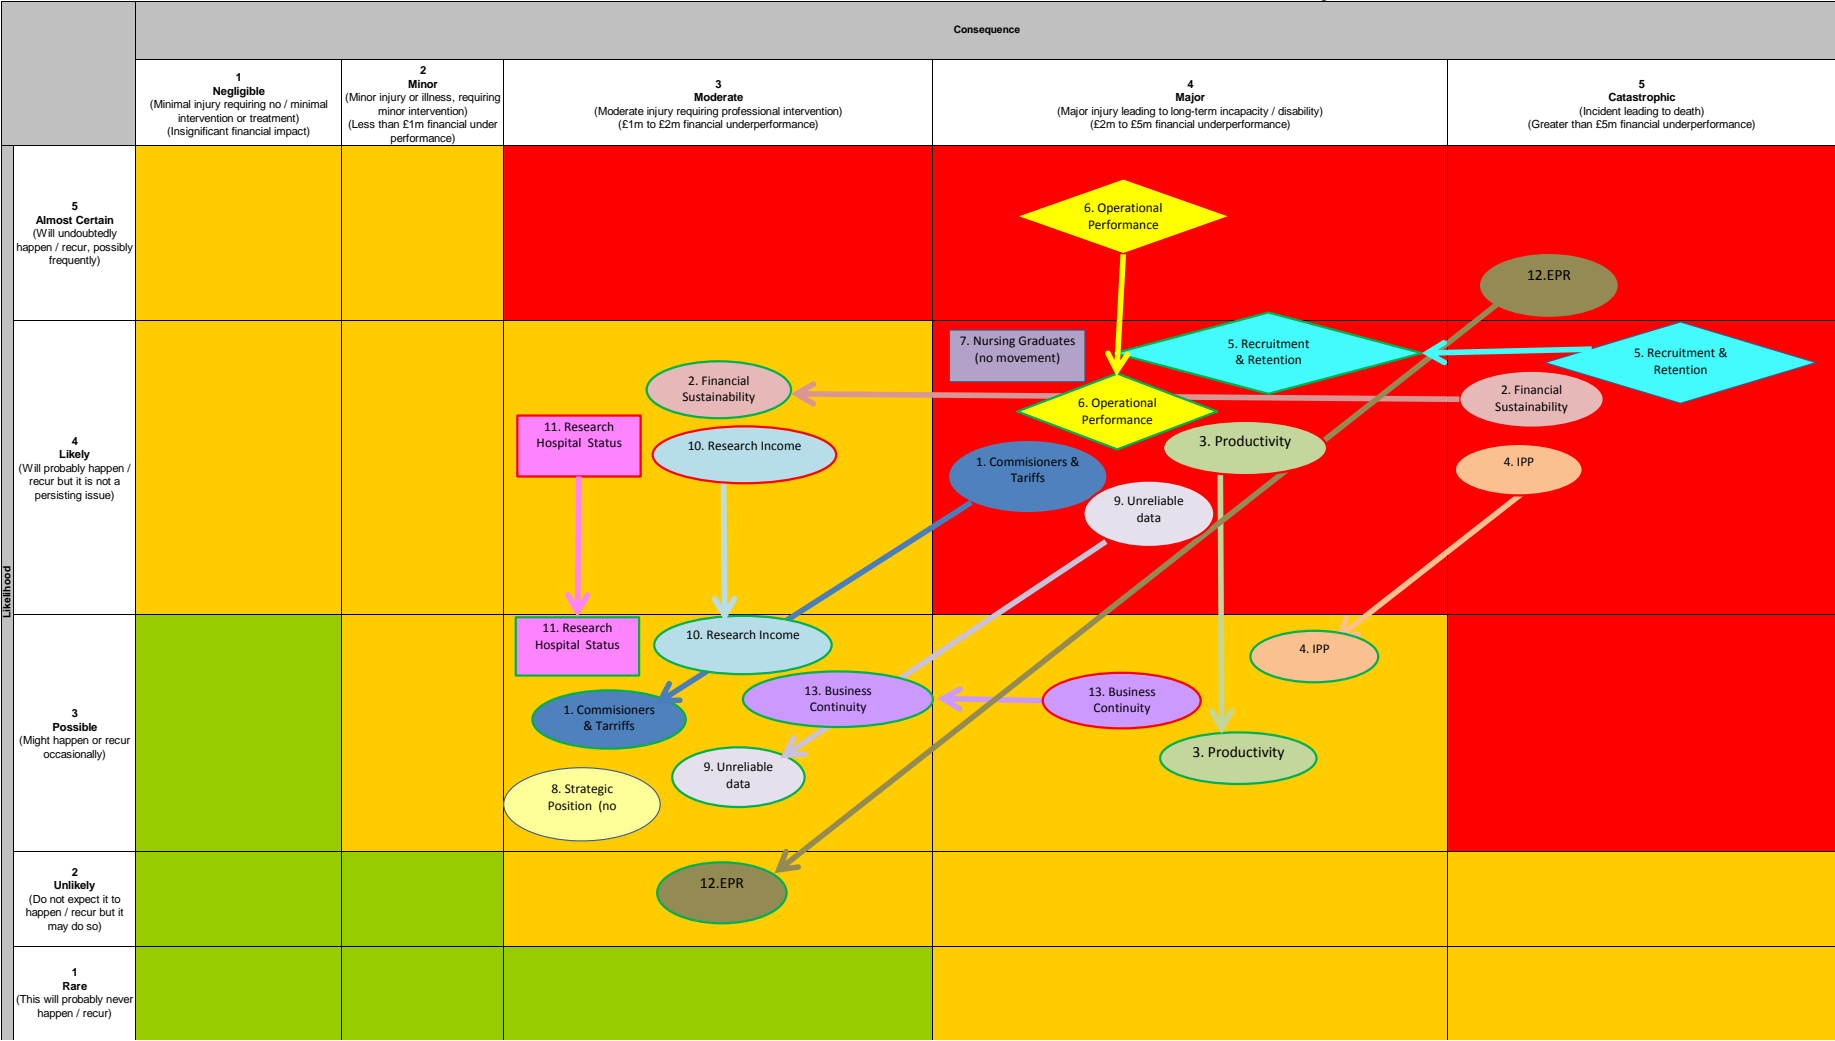 Consequence
1
Negligible
(Minimal injury requiring no / minimal
intervention or treatment)
(Insignificant financial impact)
2
Minor
(Minor injury or illness, requiring
minor intervention)
(Less than £1m financial under
performance)
3
Moderate
(Moderate injury requiring professional intervention)
(£1m to £2m financial underperformance)
4
Major
(Major injury leading to long-term incapacity / disability)
(£2m to £5m financial underperformance)
5
Catastrophic
(Incident leading to death)
(Greater than £5m financial underperformance)
Likelihood
5
Almost Certain
(Will undoubtedly
happen / recur, possibly
frequently)
6. Operational
Performance
12.EPR
4
Likely
(Will probably happen /
recur but it is not a
persisting issue)
7. Nursing Graduates
(no movement)
5. Recruitment
& Retention
5. Recruitment &
Retention
2. Financial
Sustainability
2. Financial
Sustainability
6. Operational
Performance
11. Research
Hospital Status
10. Research Income
3. Productivity
1. Commisioners &
Tariffs
4. IPP
9. Unreliable
data
3
Possible
(Might happen or recur
occasionally)
11. Research
Hospital Status
10. Research Income
4. IPP
13. Business
Continuity
13. Business
Continuity
1. Commisioners
& Tarriffs
3. Productivity
9. Unreliable
data
8. Strategic
Position (no
2
Unlikely
(Do not expect it to
happen / recur but it
may do so)
12.EPR
1
Rare
(This will probably never
happen / recur)